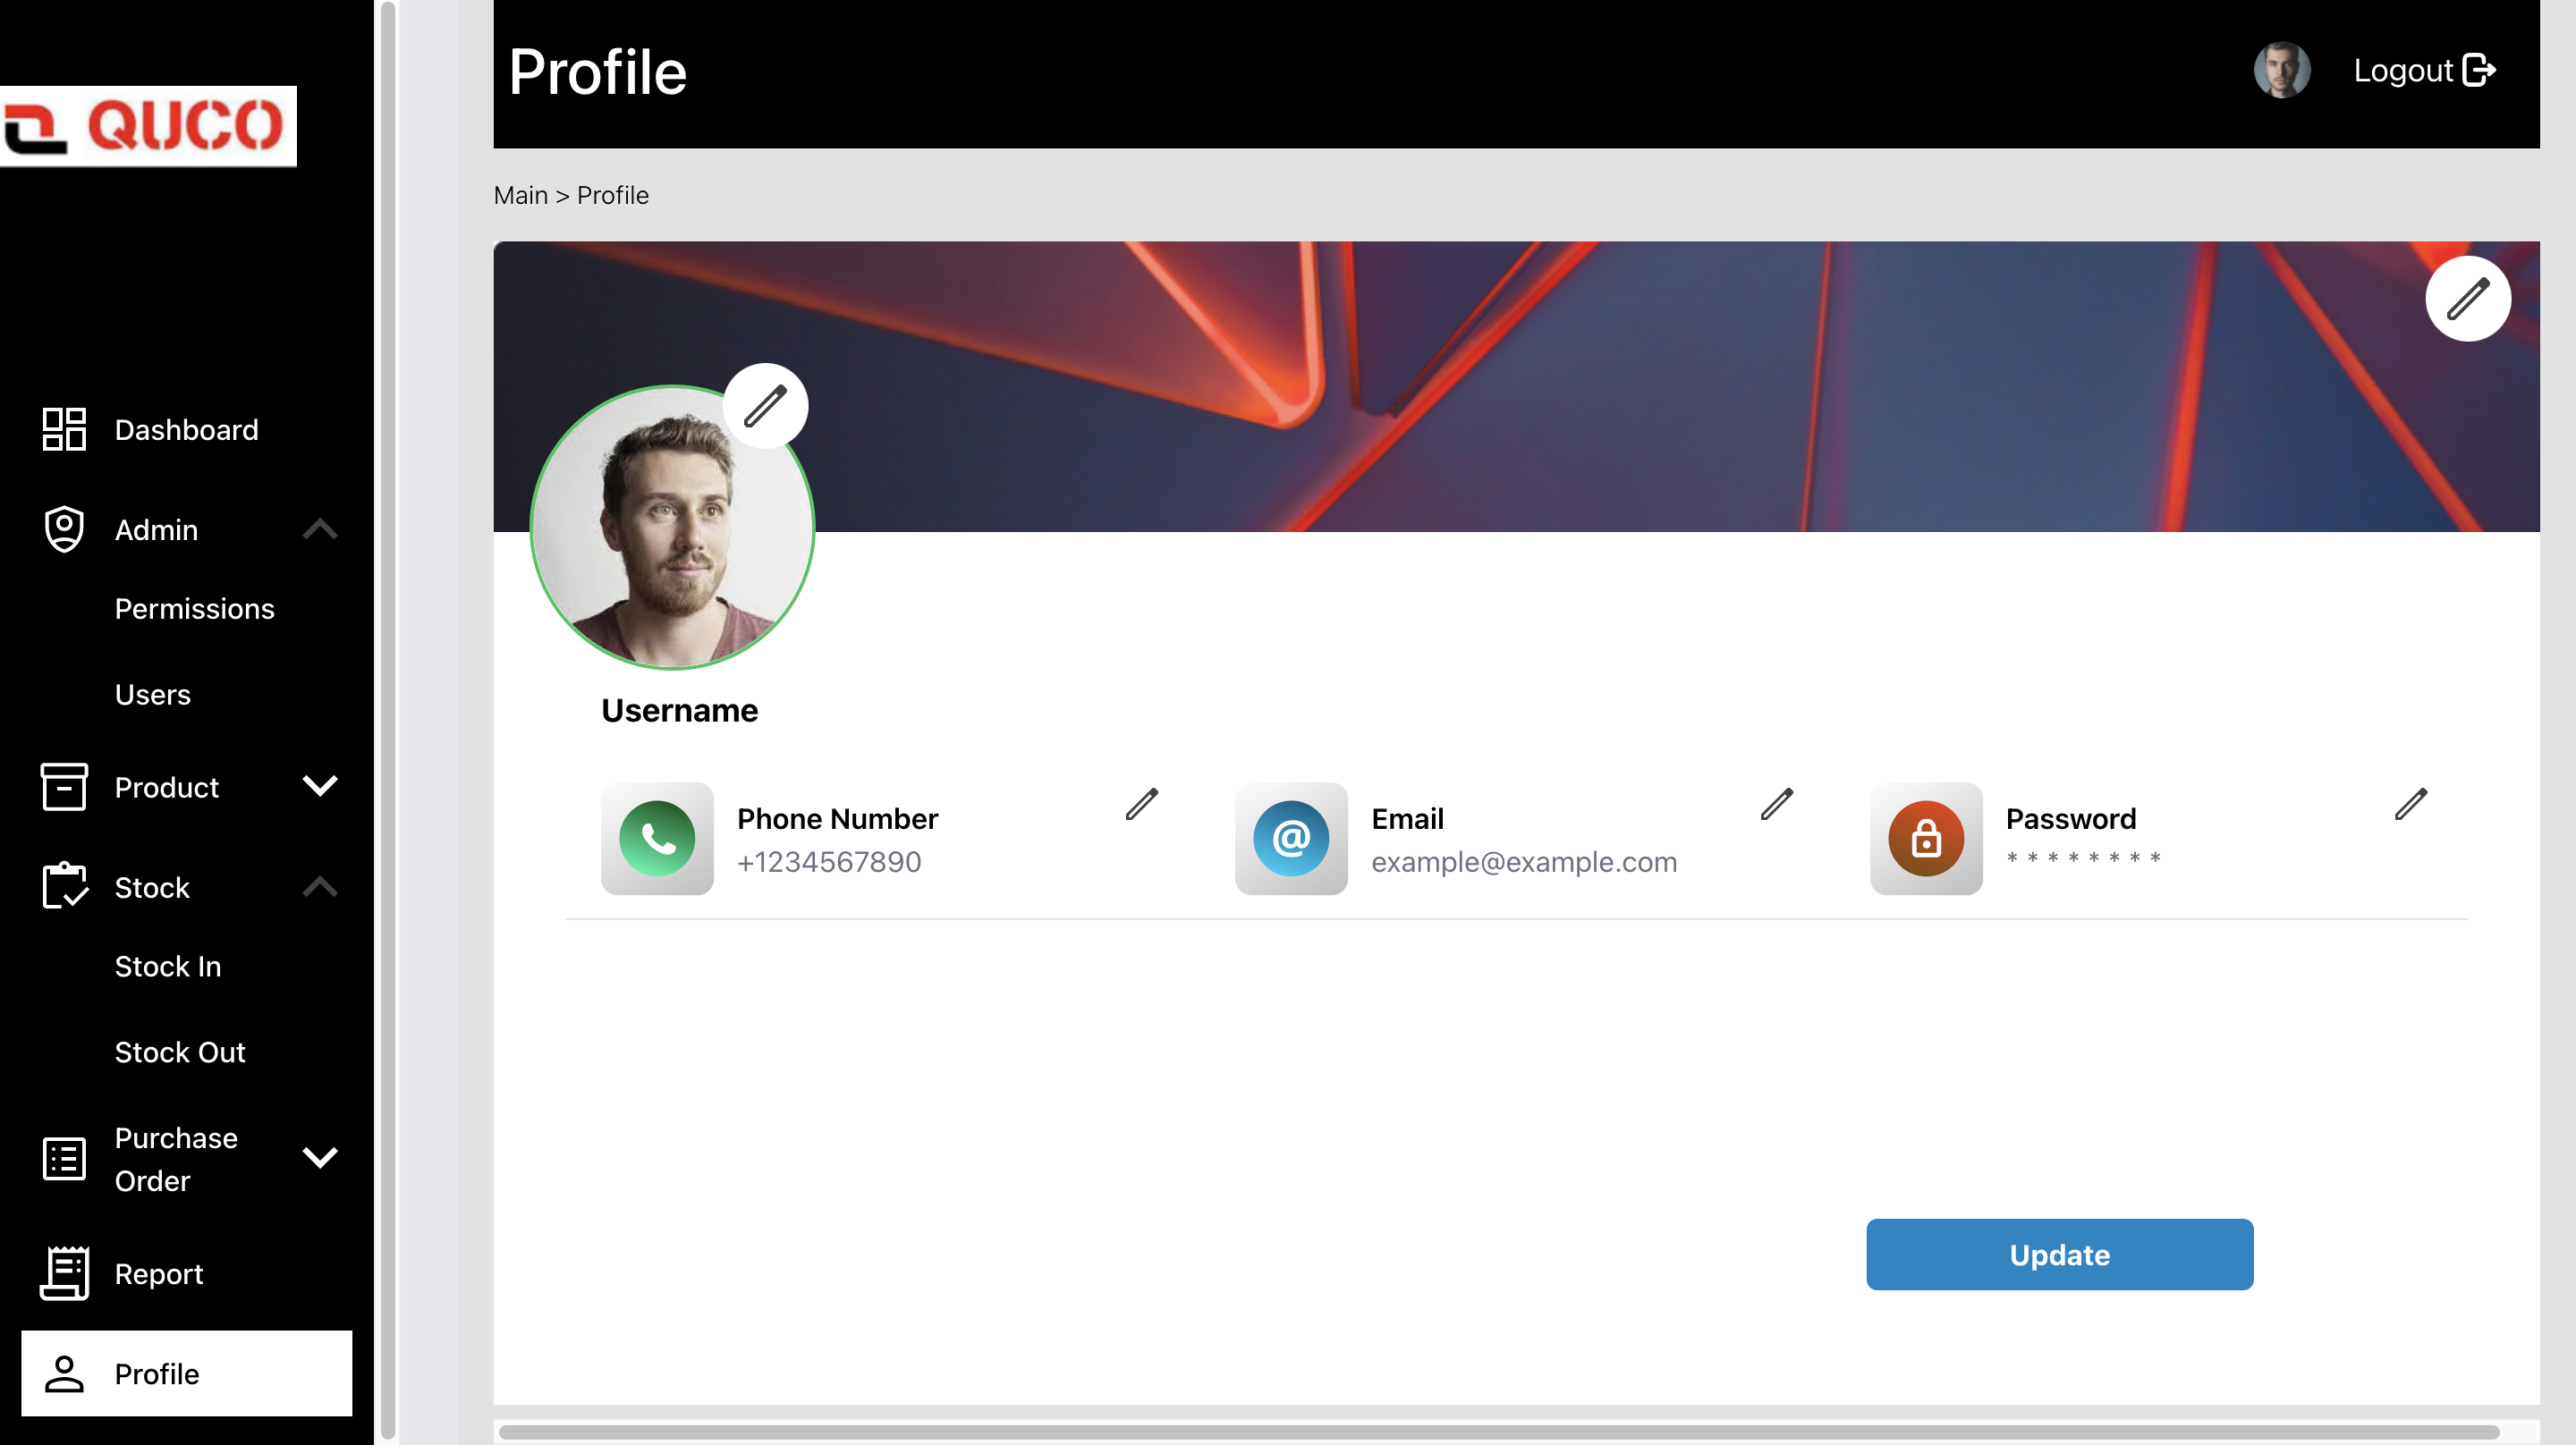 QUCO
Dashboard
Admin
Permissions
Users
Product
Stock
Stock In
Stock Out
Purchase
Order
Report
Profile
Profile
Logout
Main > Profile
Username
Phone Number
+1234567890
Email
example@example.com
Password
* * * * * * * *
Update